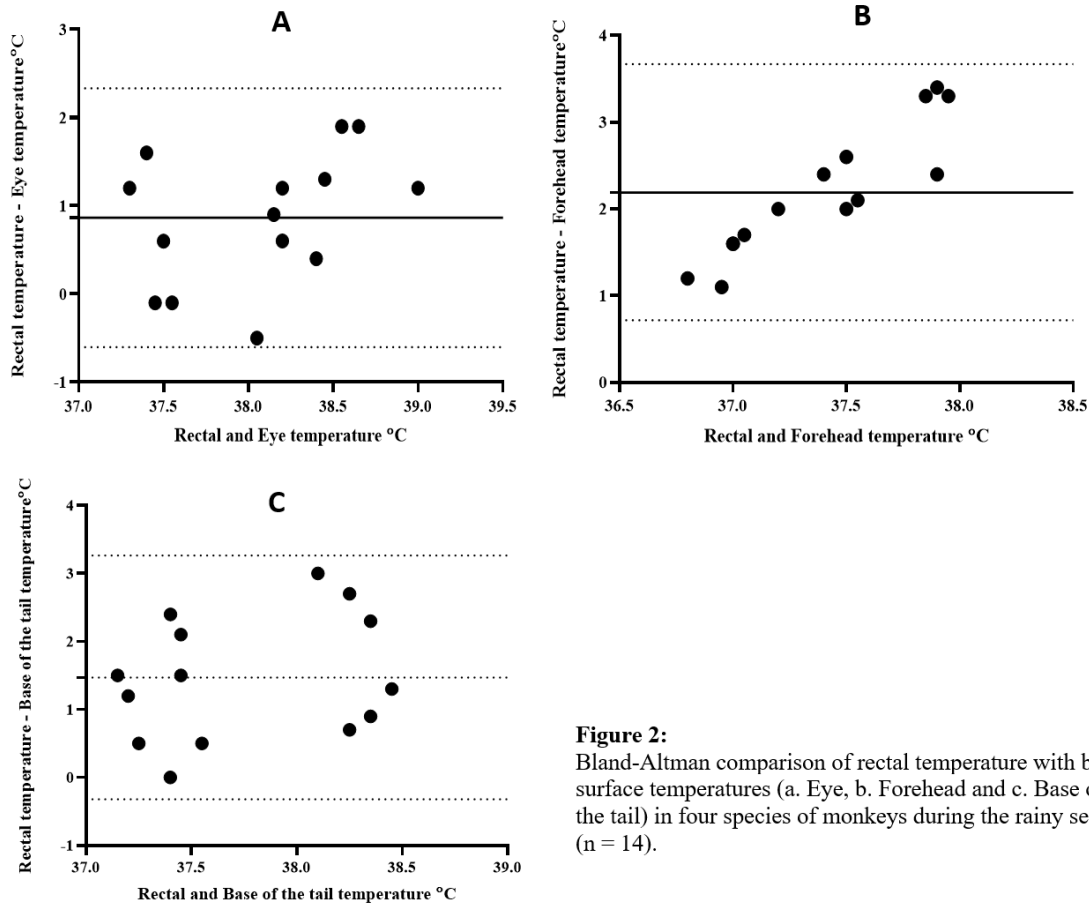 A
Rectal temperature - Eye temperature°C
3
2
1
0
-1
37.0 37.5 38.0 38.5 39.0 39.5
Rectal and Eye temperature °C
B
Rectal temperature - Forehead temperature°C
4
3
2
1
0
36.5 37.0 37.5 38.0 38.5
Rectal and Forehead temperature °C
C
Rectal temperature - Base of the tail temperature°C
4
3
2
1
0
-1
37.0 37.5 38.0 38.5 39.0
Rectal and Base of the tail temperature °C
Figure 2:
Bland-Altman comparison of rectal temperature with b
surface temperatures (a. Eye, b. Forehead and c. Base o
the tail) in four species of monkeys during the rainy se
(n = 14).